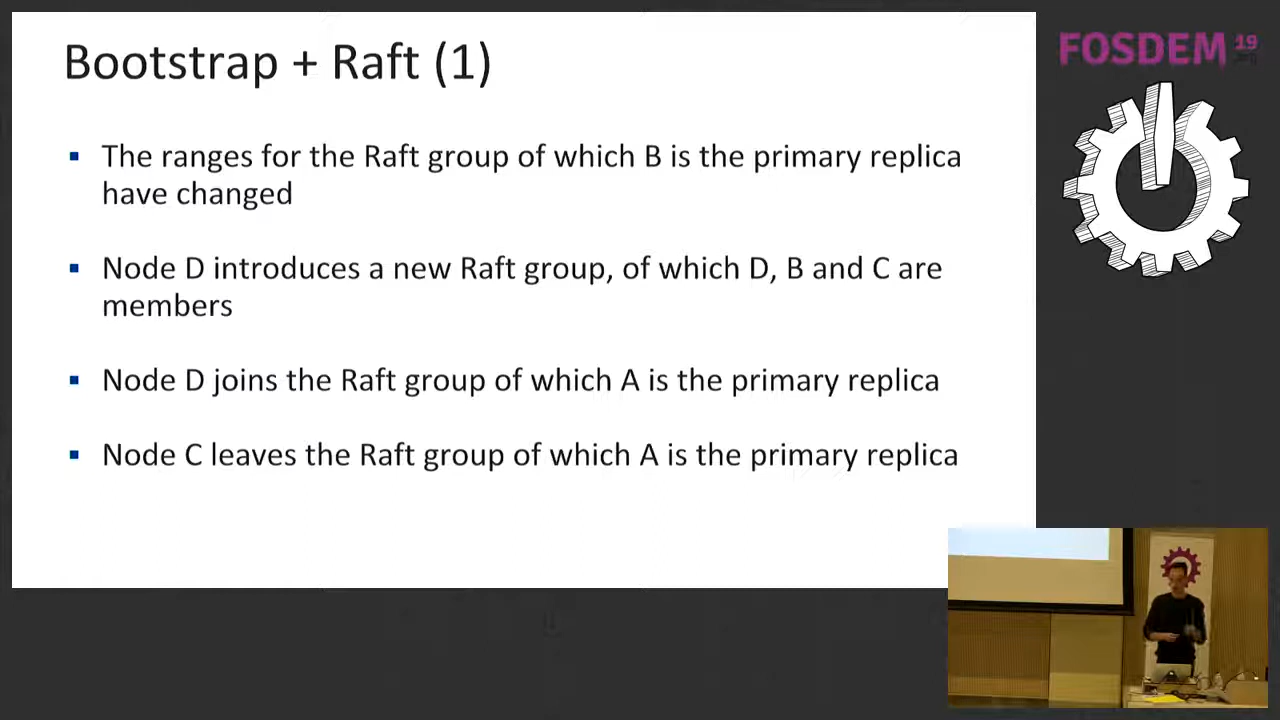 Bootstrap + Raft (1)
▪ The ranges for the Raft group of which B is the primary replica
have changed
▪ Node D introduces a new Raft group, of which D, B and C are
members
▪ Node D joins the Raft group of which A is the primary replica
▪ Node C leaves the Raft group of which A is the primary replica
FOSDEM 19